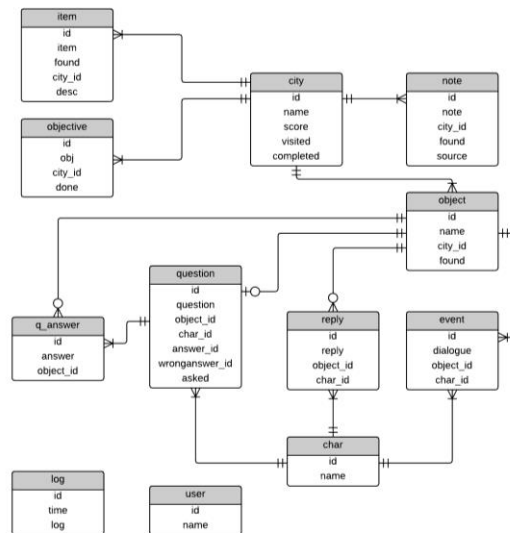 item
id
item
found
city_id
desc
objective
id
obj
city_id
done
city
id
name
score
visited
completed
note
id
note
city_id
found
source
object
id
name
city_id
found
question
id
question
object_id
char_id
answer_id
wronganswer_id
asked
q_answer
id
answer
object_id
reply
id
reply
object_id
char_id
event
id
dialogue
object_id
char_id
char
id
name
log
id
time
log
user
id
name